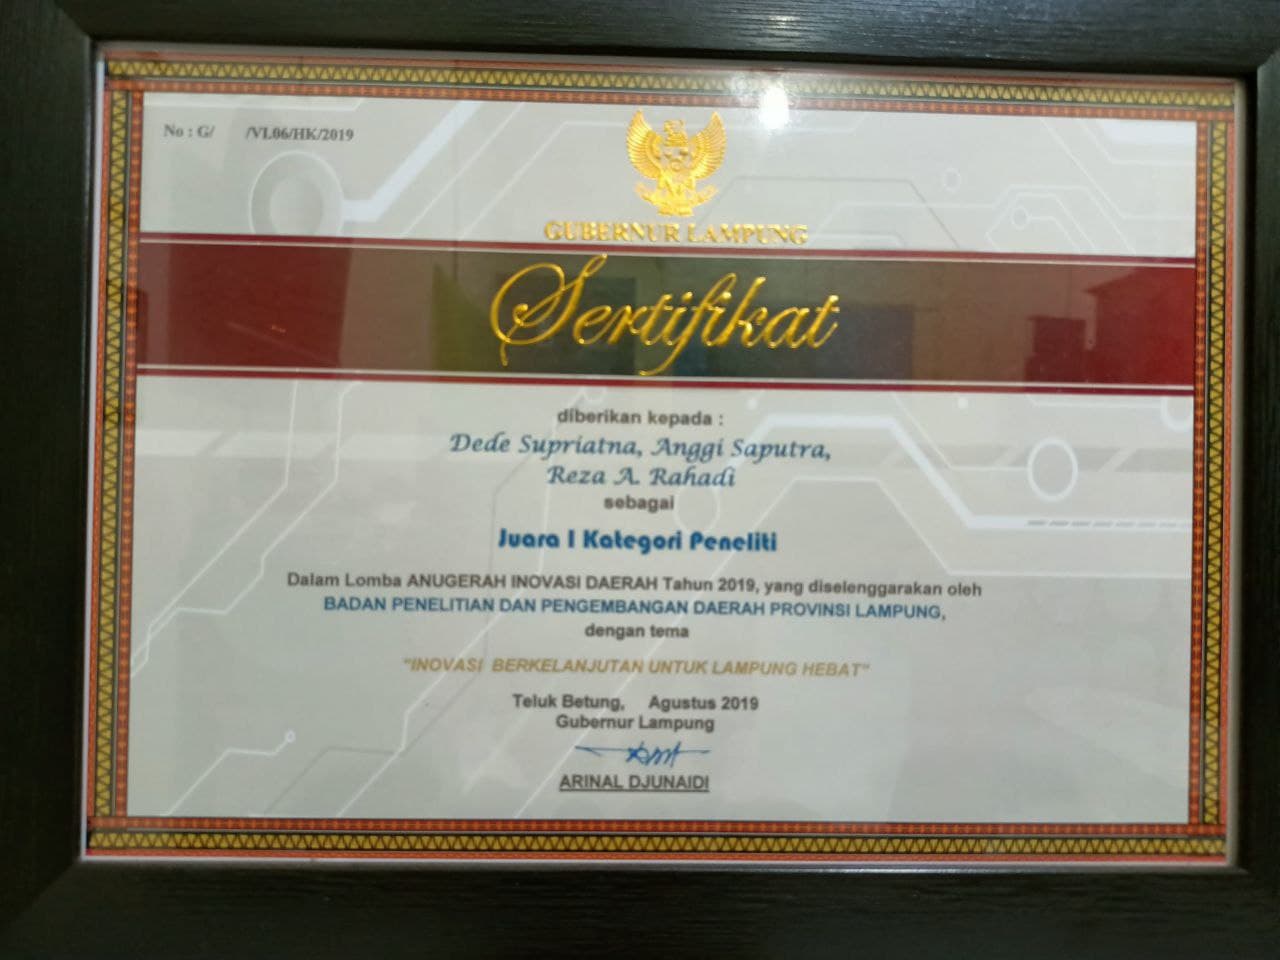 No : G/ /VI.06/HK/2019
GUBERNUR LAMPUNG
Sertifikat
diberikan kepada :
Dede Supriatna, Anggi Saputra,
Reza A. Rahadi
sebagai
Juara I Kategori Peneliti
Dalam Lomba ANUGERAH INOVASI DAERAH Tahun 2019, yang diselenggarakan oleh
BADAN PENELITIAN DAN PENGEMBANGAN DAERAH PROVINSI LAMPUNG,
dengan tema
"INOVASI BERKELANJUTAN UNTUK LAMPUNG HEBAT"
Teluk Betung, Agustus 2019
Gubernur Lampung
ARINAL DJUNAIDI